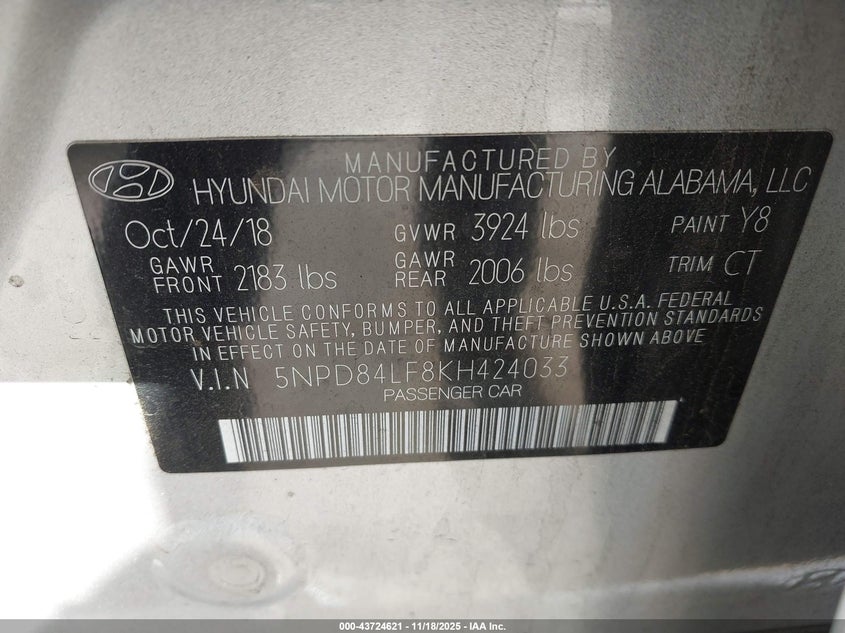 MANUFACTURED BY
HYUNDAI MOTOR MANUFACTURING ALABAMA, LLC
Oct/24/18 GVWR 3924 lbs PAINT Y8
GAWR FRONT 2183 lbs GAWR REAR 2006 lbs TRIM CT
THIS VEHICLE CONFORMS TO ALL APPLICABLE U.S.A. FEDERAL
MOTOR VEHICLE SAFETY, BUMPER, AND THEFT PREVENTION STANDARDS
IN EFFECT ON THE DATE OF MANUFACTURE SHOWN ABOVE
V.I.N 5NPD84LF8KH424033
PASSENGER CAR
000-43724621 - 11/18/2025 - IAA Inc.